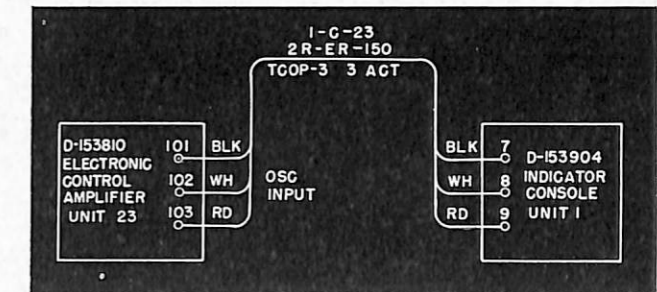 1-C-23
2R-ER-150
TCOP-3 3 ACT
D-153810 101 BLK
ELECTRONIC
CONTROL 102 WH
AMPLIFIER
UNIT 23 103 RD
OSC
INPUT
BLK 7 D-153904
WH 8 INDICATOR
CONSOLE
RD 9 UNIT 1